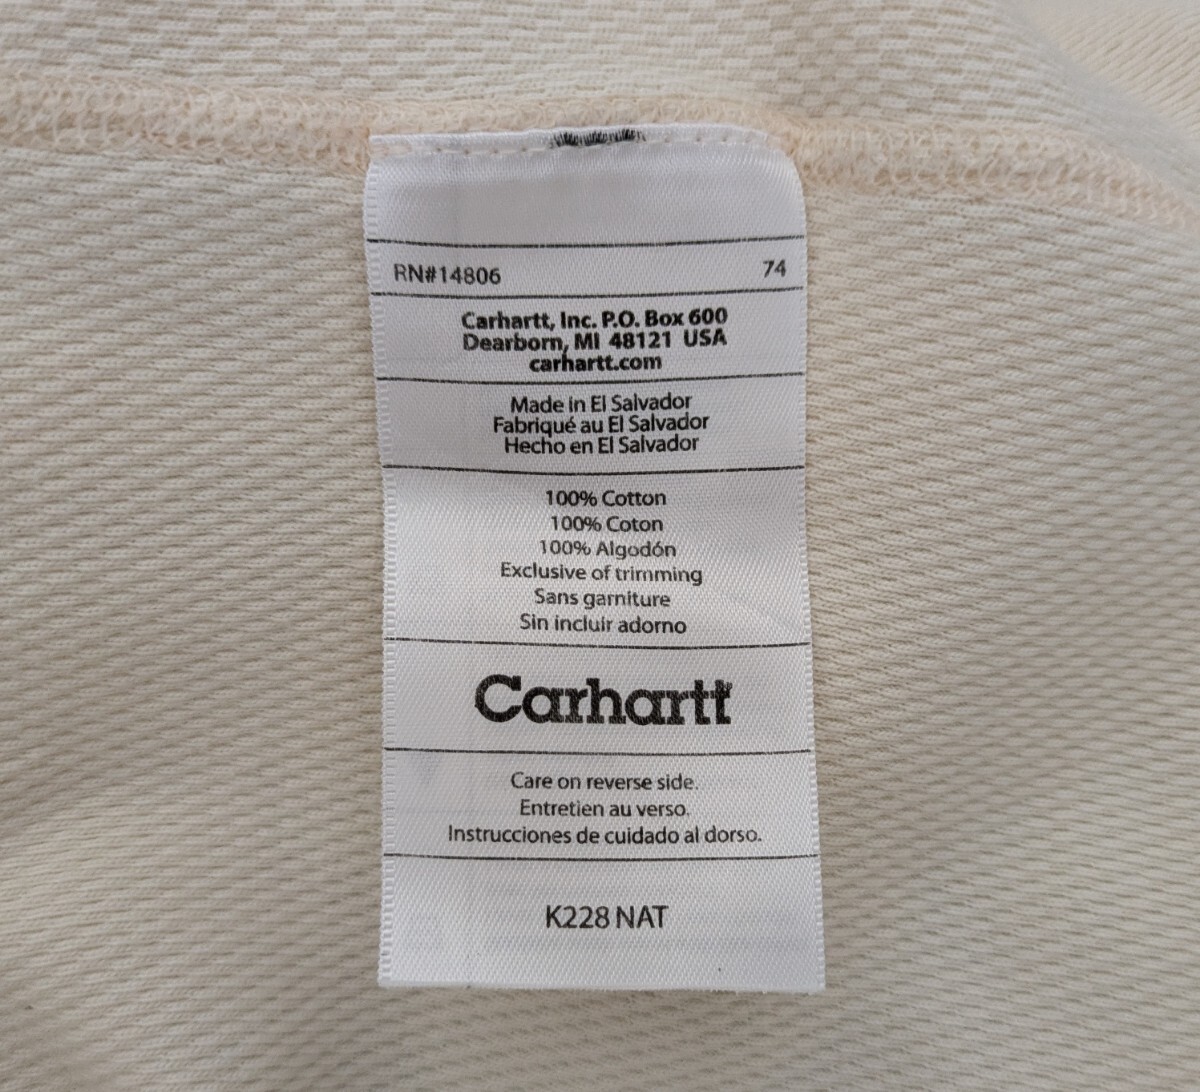 RN#14806 74
Carhartt, Inc. P.O. Box 600
Dearborn, MI 48121 USA
carhartt.com
Made in El Salvador
Fabriqué au El Salvador
Hecho en El Salvador
100% Cotton
100% Coton
100% Algodón
Exclusive of trimming
Sans garniture
Sin incluir adorno
Carhartt
Care on reverse side.
Entretien au verso.
Instrucciones de cuidado al dorso.
K228 NAT